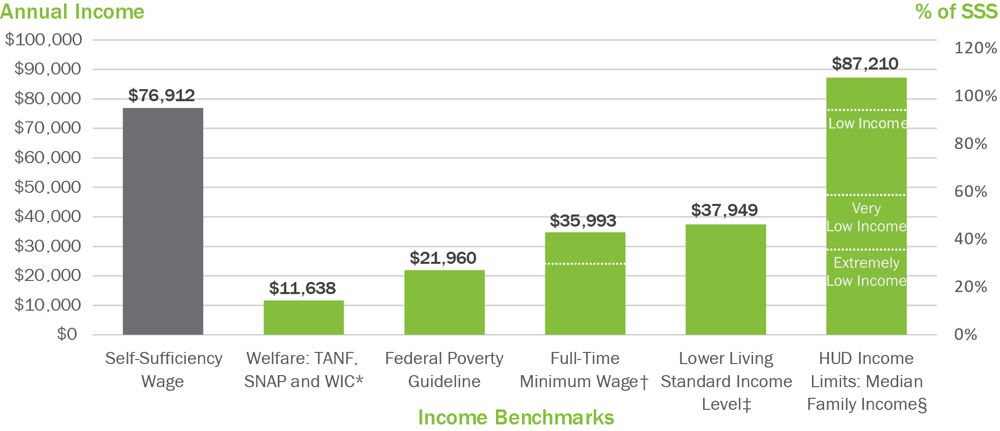 Annual Income
% of SSS
$100,000
$90,000
$80,000
$70,000
$60,000
$50,000
$40,000
$30,000
$20,000
$10,000
$0
120%
100%
80%
60%
40%
20%
0%
$76,912
$11,638
$21,960
$35,993
$37,949
$87,210
Low Income
Very
Low Income
Extremely
Low Income
Self-Sufficiency
Wage
Welfare: TANF,
SNAP and WIC*
Federal Poverty
Guideline
Full-Time
Minimum Wage†
Lower Living
Standard Income
Level‡
HUD Income
Limits: Median
Family Income§
Income Benchmarks